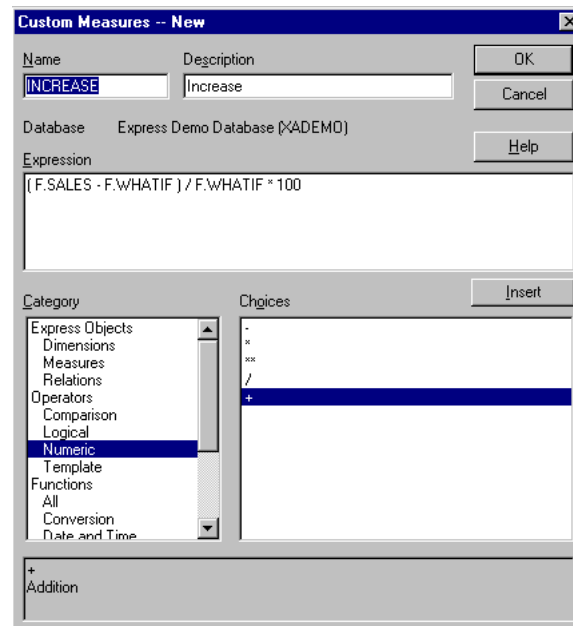 Custom Measures -- New
Name Description OK
INCREASE Increase
Cancel
Database Express Demo Database (XADEMO)
Help
Expression
( F.SALES - F.WHATIF ) / F.WHATIF * 100
Insert
Category Choices
Express Objects
Dimensions
Measures
Relations
Operators
Comparison
Logical
Numeric
Template
Functions
All
Conversion
Date and Time
-
*
**
/
+
+
Addition